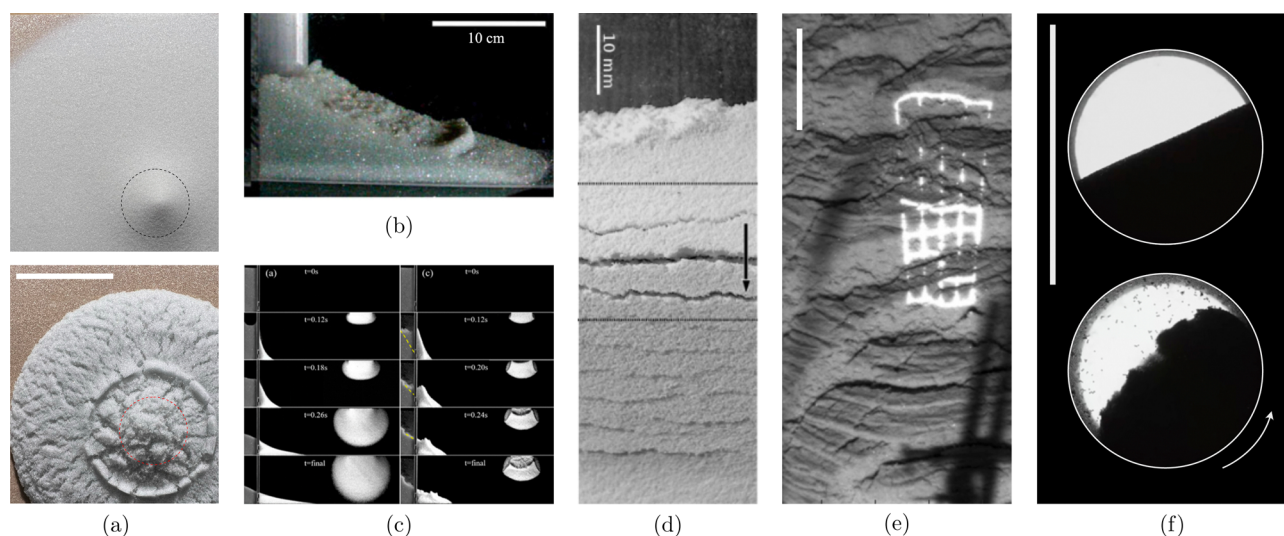 10 cm
(b)
(a)
t=0s
(c)
t=0s
t=0.12s
t=0.12s
t=0.18s
t=0.20s
t=0.26s
t=0.24s
t=final
t=final
10 mm
(a)
(c)
(d)
(e)
(f)